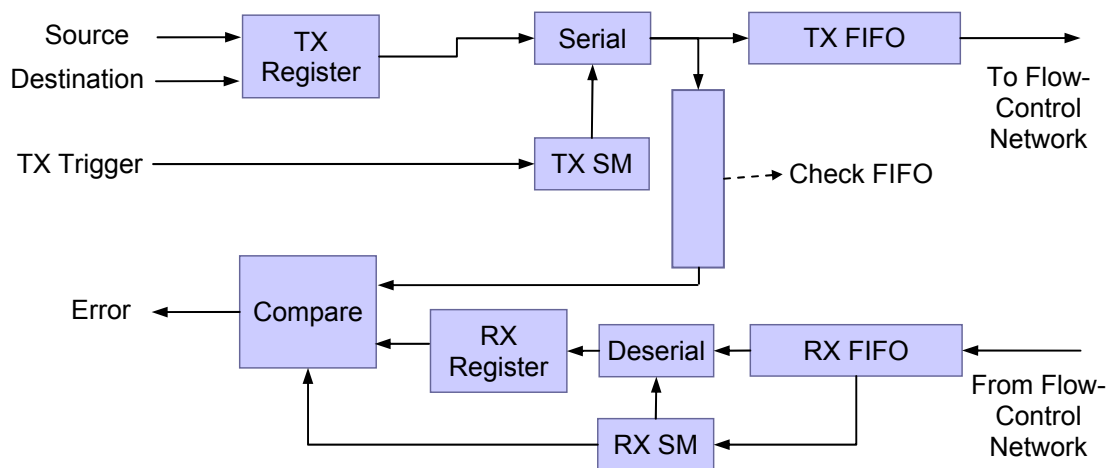 Source
Destination
TX
Register
Serial
TX FIFO
To Flow-
Control
Network
TX Trigger
TX SM
Check FIFO
Error
Compare
RX
Register
Deserial
RX FIFO
From Flow-
Control
Network
RX SM